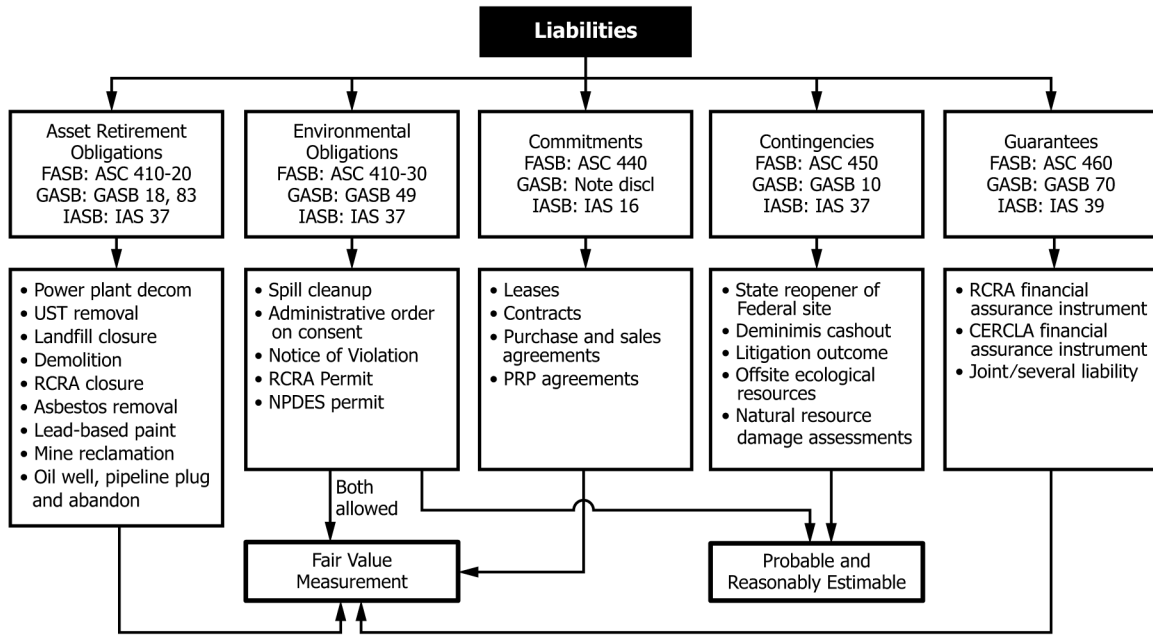 Liabilities
Asset Retirement
Obligations
FASB: ASC 410-20
GASB: GASB 18, 83
IASB: IAS 37
Environmental
Obligations
FASB: ASC 410-30
GASB: GASB 49
IASB: IAS 37
Commitments
FASB: ASC 440
GASB: Note discl
IASB: IAS 16
Contingencies
FASB: ASC 450
GASB: GASB 10
IASB: IAS 37
Guarantees
FASB: ASC 460
GASB: GASB 70
IASB: IAS 39
• Power plant decom
• UST removal
• Landfill closure
• Demolition
• RCRA closure
• Asbestos removal
• Lead-based paint
• Mine reclamation
• Oil well, pipeline plug
and abandon
• Spill cleanup
• Administrative order
on consent
• Notice of Violation
• RCRA Permit
• NPDES permit
• Leases
• Contracts
• Purchase and sales
agreements
• PRP agreements
• State reopener of
Federal site
• Deminimis cashout
• Litigation outcome
• Offsite ecological
resources
• Natural resource
damage assessments
• RCRA financial
assurance instrument
• CERCLA financial
assurance instrument
• Joint/several liability
Both
allowed
Fair Value
Measurement
Probable and
Reasonably Estimable